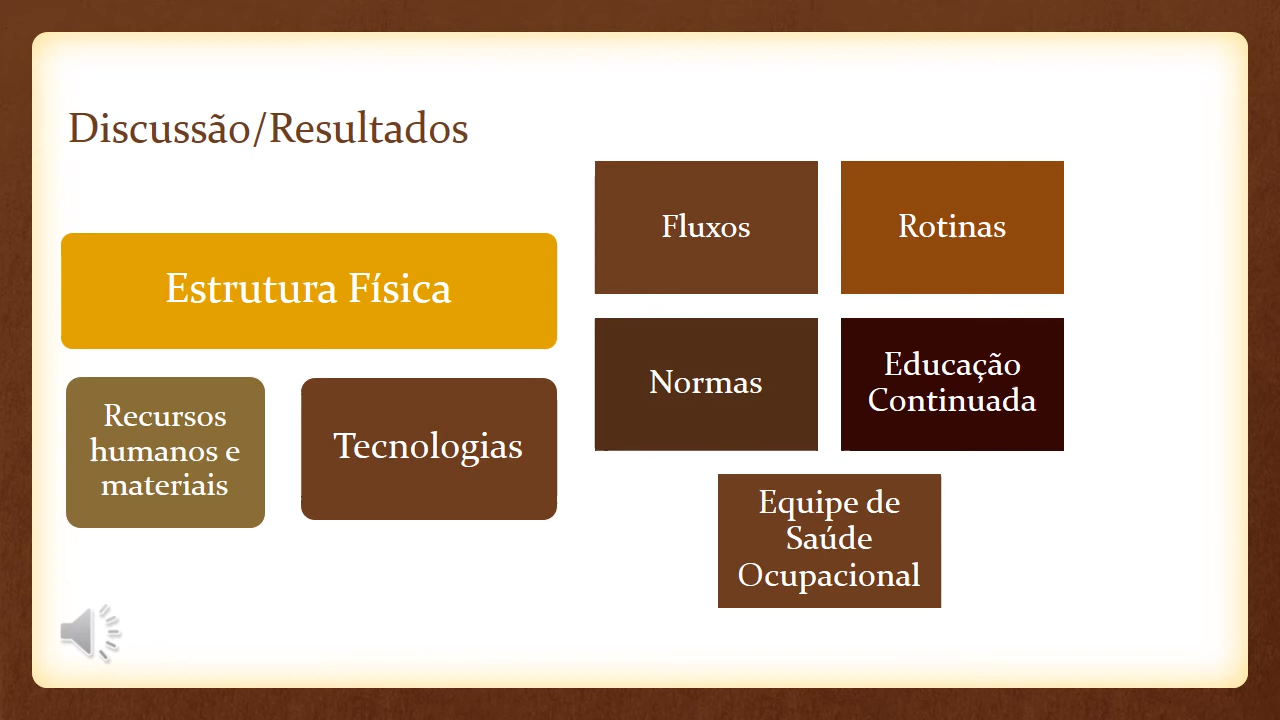 Discussão/Resultados
Estrutura Física
Recursos
humanos e
materiais
Tecnologias
Fluxos
Rotinas
Normas
Educação
Continuada
Equipe de
Saúde
Ocupacional